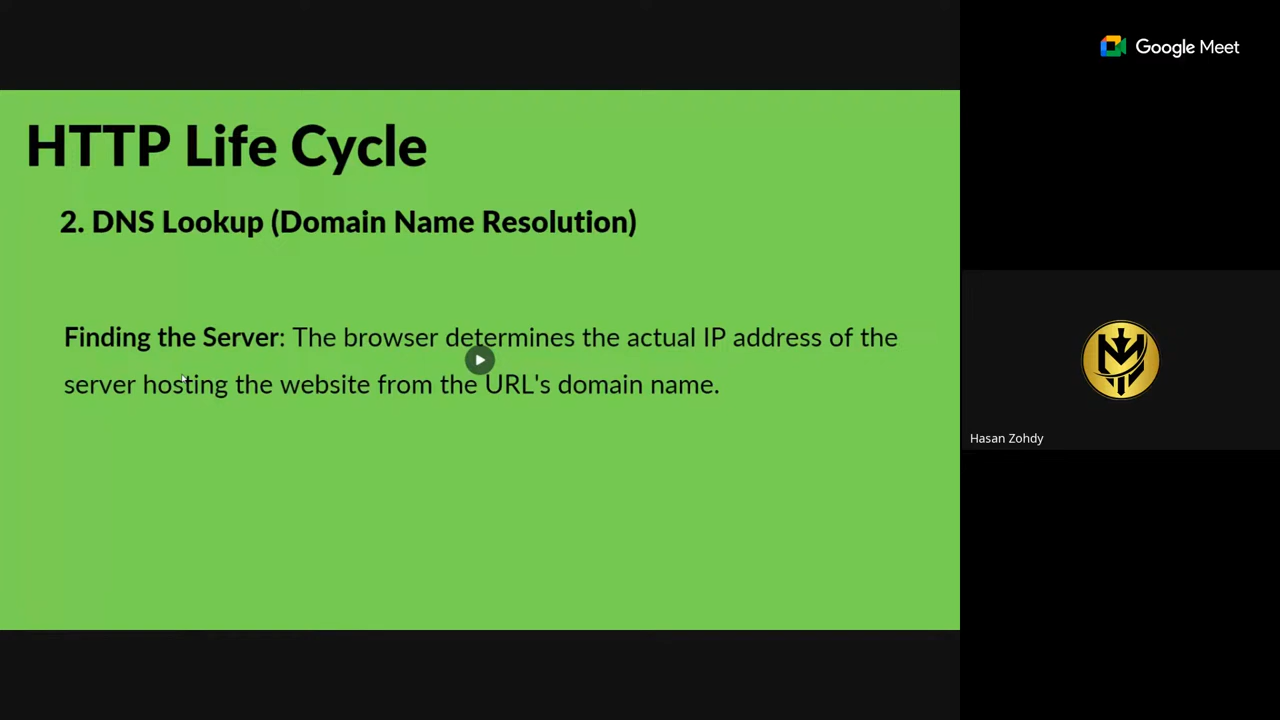 Google Meet
HTTP Life Cycle
2. DNS Lookup (Domain Name Resolution)
Finding the Server: The browser determines the actual IP address of the
server hosting the website from the URL's domain name.
Hasan Zohdy